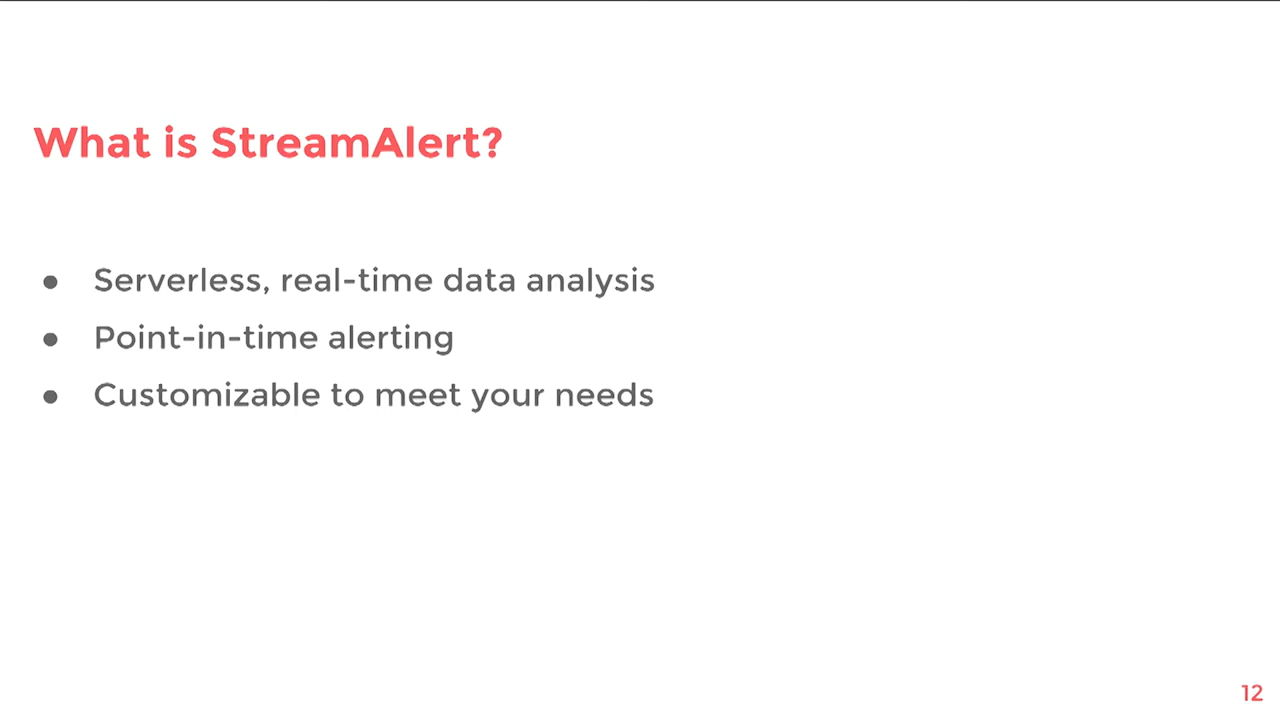 What is StreamAlert?
● Serverless, real-time data analysis
● Point-in-time alerting
● Customizable to meet your needs
12